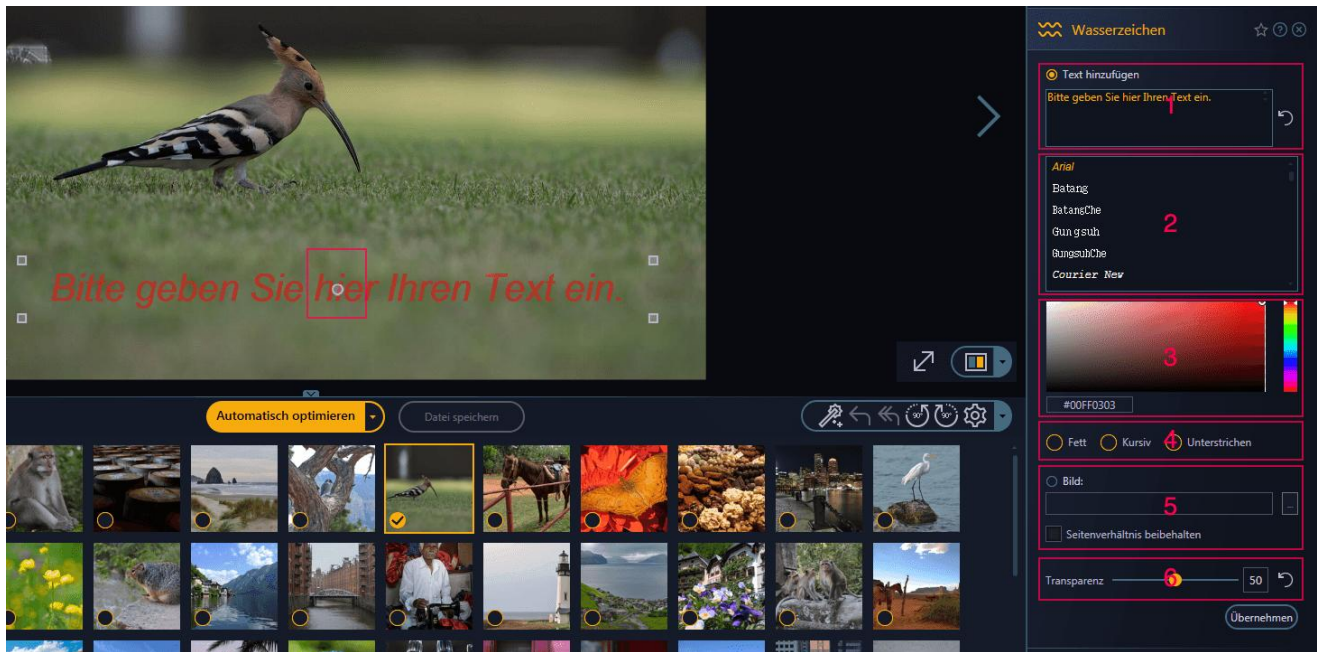 Wasserzeichen
Text hinzufügen
Bitte geben Sie hier Ihren Text ein.
1
Arial
Batang
BatangChe
Gungsuh
GungsuhChe
Courier New
2
3
#00FF0303
Fett Kursiv 4 Unterstrichen
Bild:
5
...
Seitenverhältnis beibehalten
Transparenz 6 50
Übernehmen
Bitte geben Sie hier Ihren Text ein.
Automatisch optimieren
Datei speichern
90° 90°